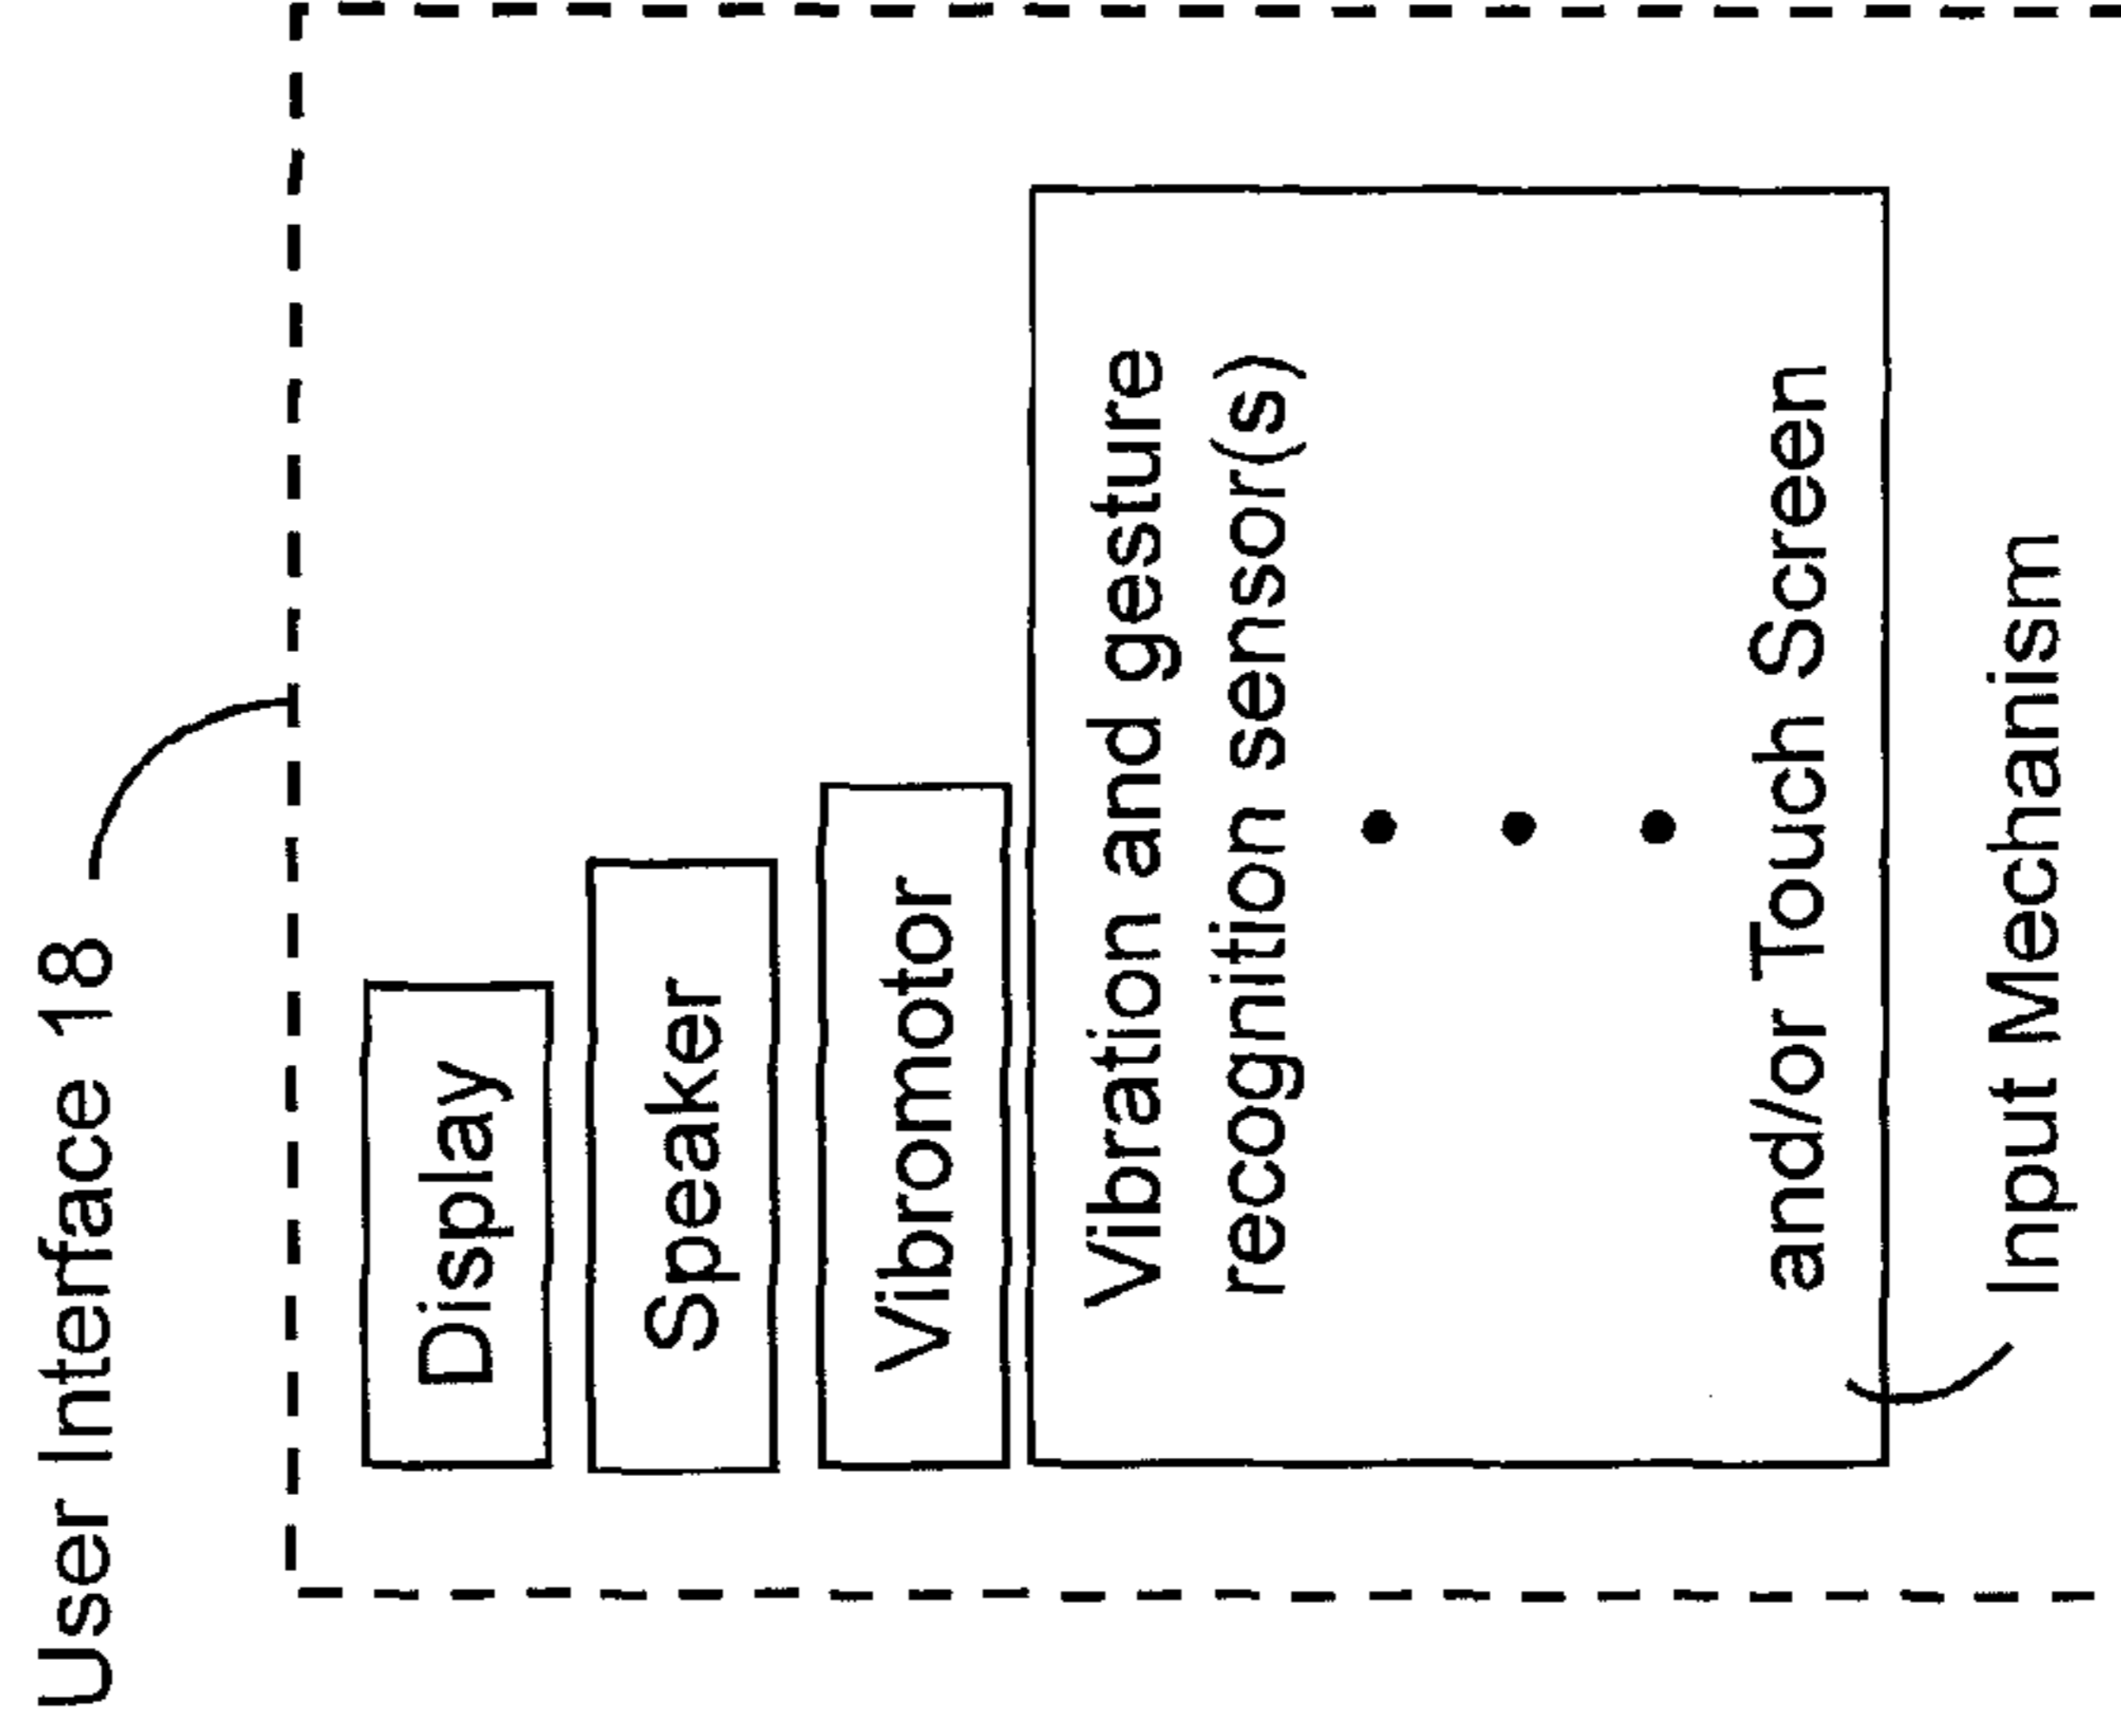 User Interface 18
Display
Speaker
Vibromotor
Vibration and gesture
recognition sensor(s)
and/or Touch Screen
Input Mechanism